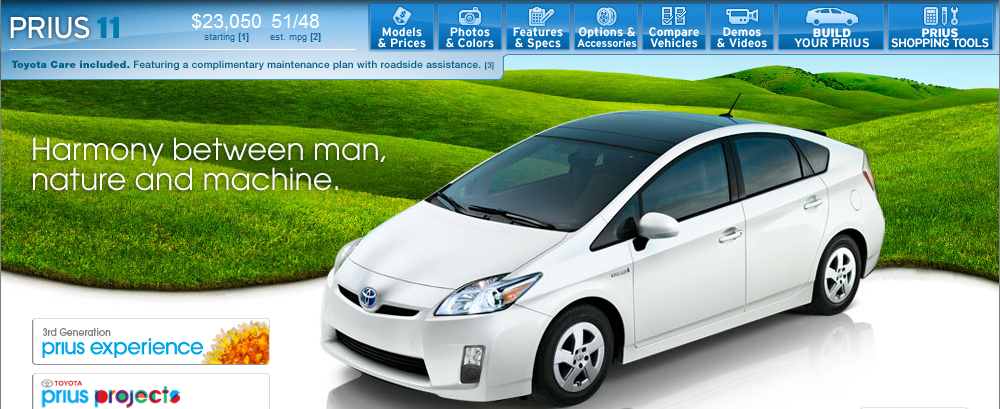 PRIUS 11
$23,050 51/48
starting [1] est. mpg [2]
Models
& Prices
Photos
& Colors
Features
& Specs
Options &
Accessories
Compare
Vehicles
Demos
& Videos
BUILD
YOUR PRIUS
PRIUS
SHOPPING TOOLS
Toyota Care included. Featuring a complimentary maintenance plan with roadside assistance. [3]
Harmony between man,
nature and machine.
3rd Generation
prius experience
TOYOTA
prius projects